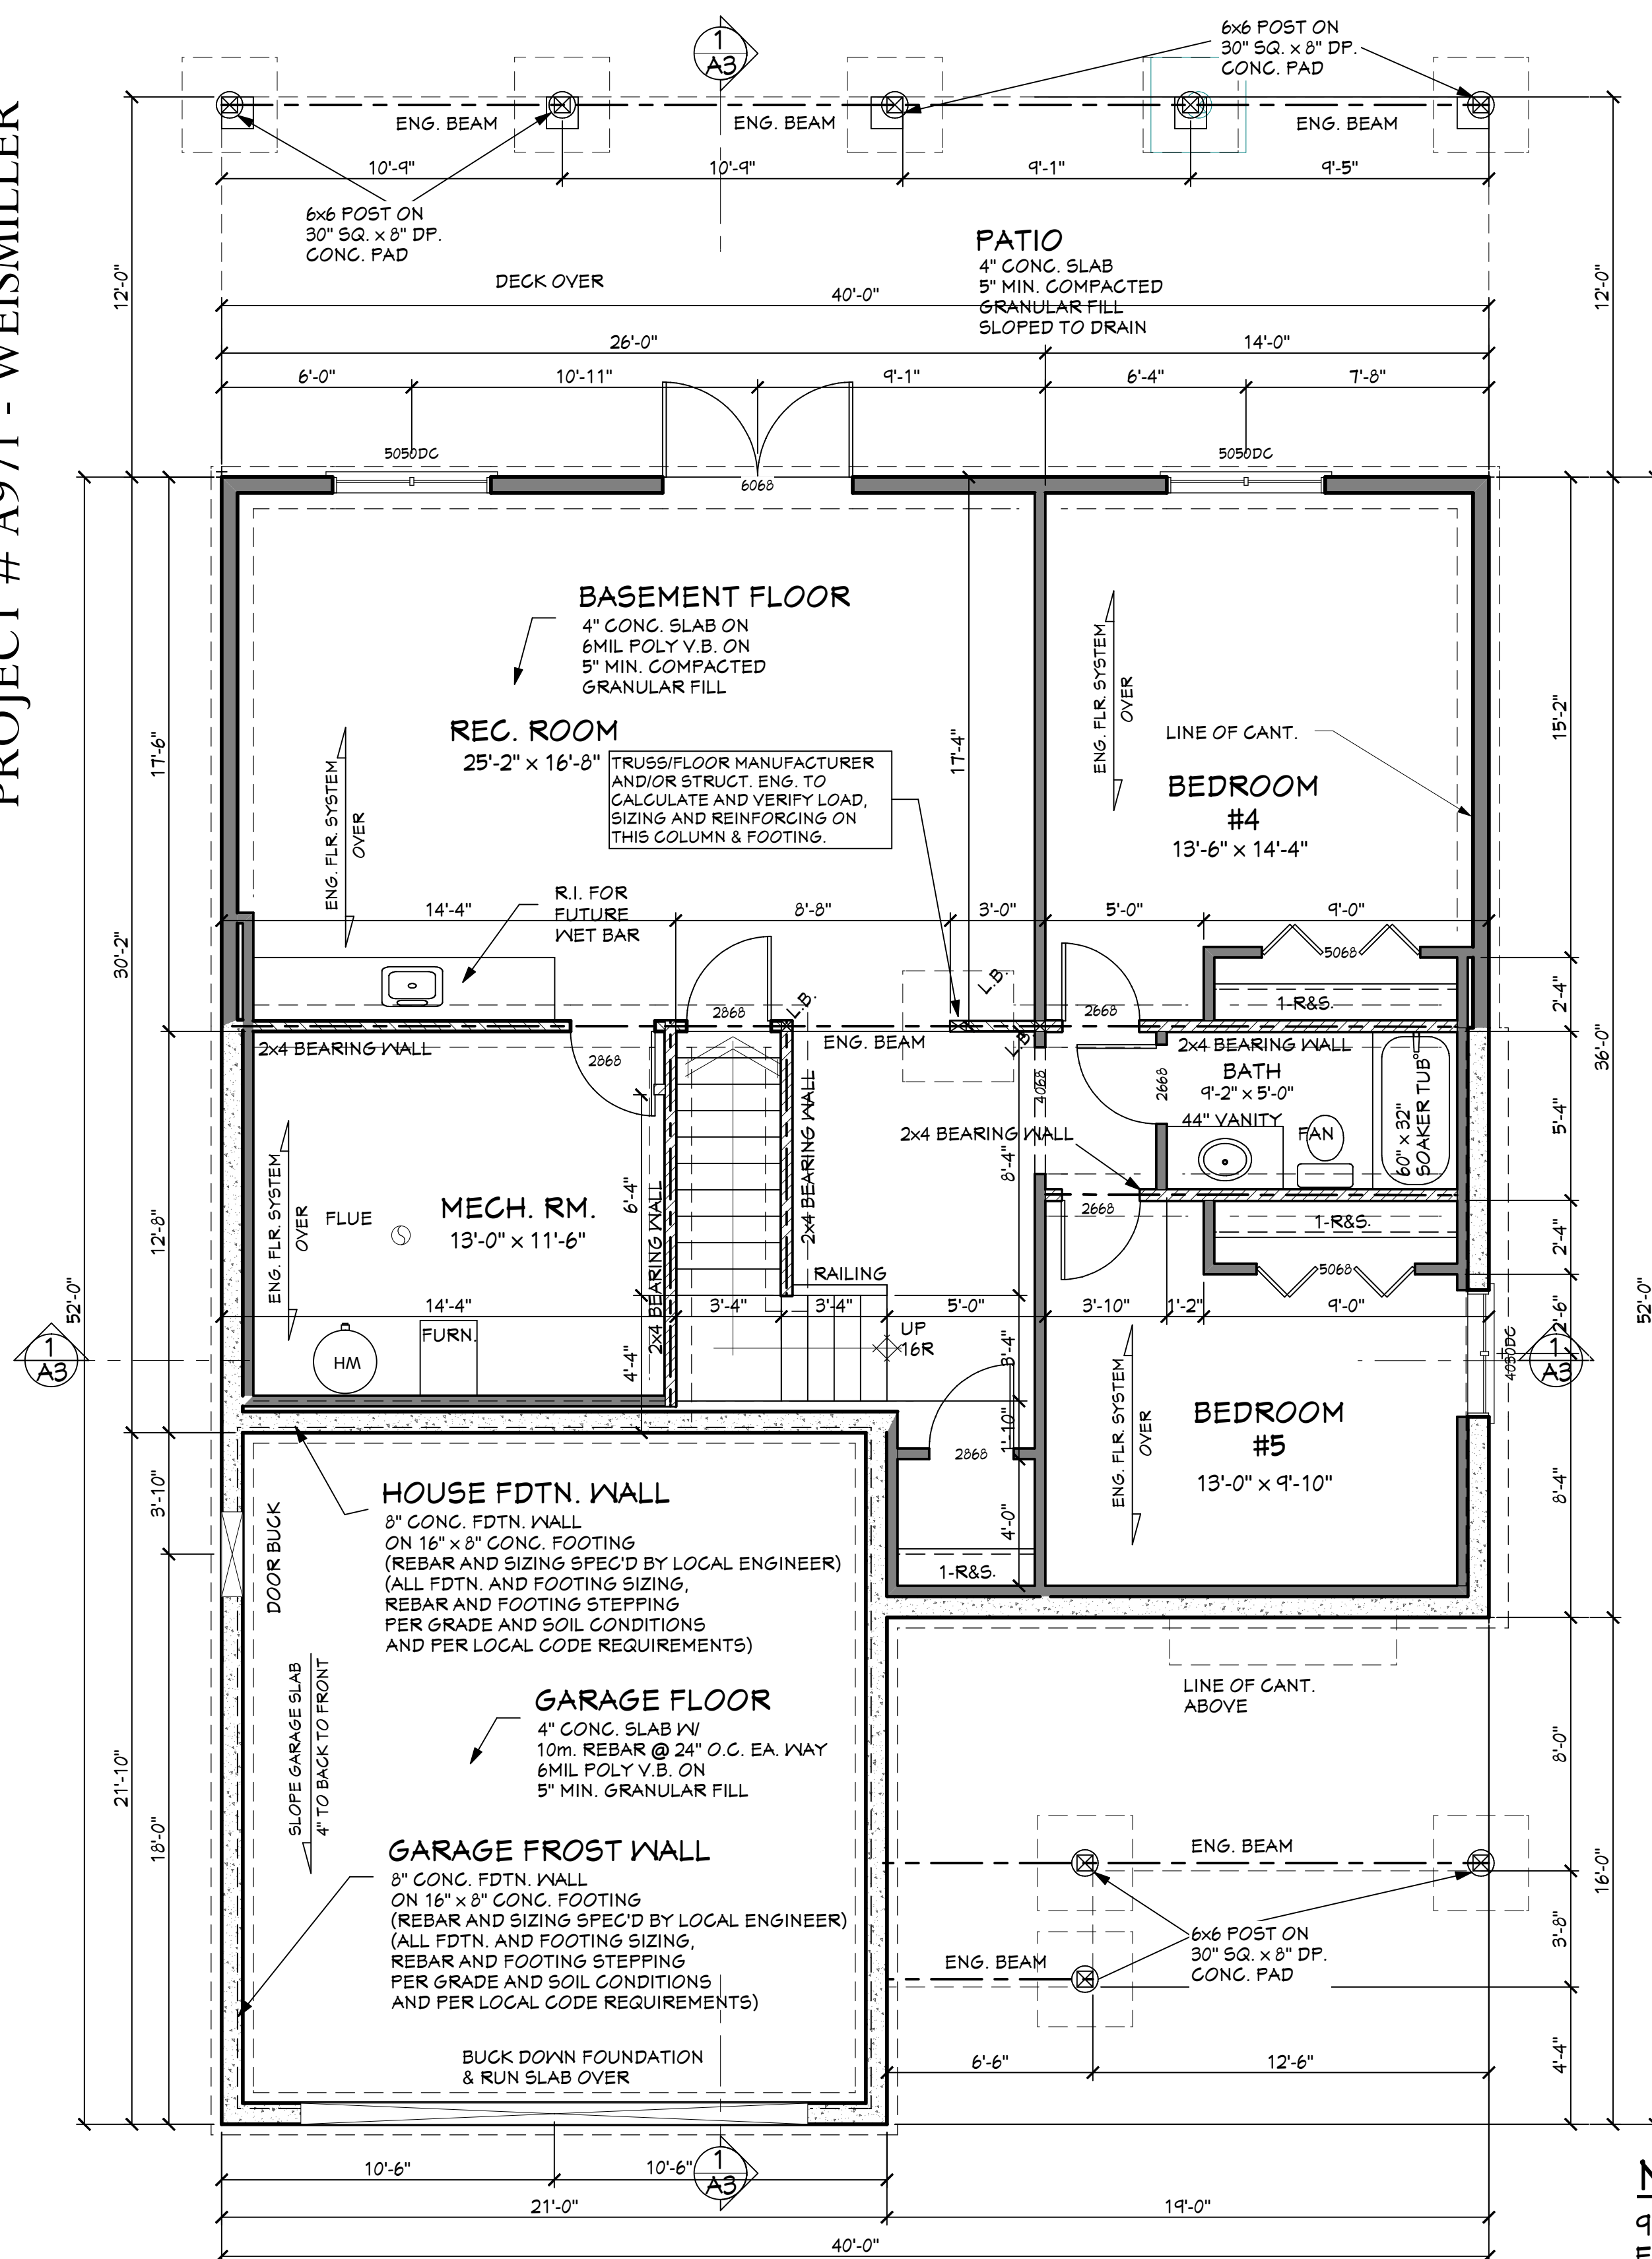 PROJECT # A971 - WEISMILLER
1
A3
6x6 POST ON
30" SQ. x 8" DP.
CONC. PAD
ENG. BEAM
ENG. BEAM
ENG. BEAM
10'-9"
10'-9"
9'-1"
9'-5"
6x6 POST ON
30" SQ. x 8" DP.
CONC. PAD
PATIO
4" CONC. SLAB
5" MIN. COMPACTED
GRANULAR FILL
SLOPED TO DRAIN
DECK OVER
12'-0"
12'-0"
40'-0"
26'-0"
14'-0"
6'-0"
10'-11"
9'-1"
6'-4"
7'-8"
5050DC
6068
5050DC
BASEMENT FLOOR
4" CONC. SLAB ON
6MIL POLY V.B. ON
5" MIN. COMPACTED
GRANULAR FILL
REC. ROOM
25'-2" x 16'-8"
TRUSS/FLOOR MANUFACTURER
AND/OR STRUCT. ENG. TO
CALCULATE AND VERIFY LOAD,
SIZING AND REINFORCING ON
THIS COLUMN & FOOTING.
17'-6"
17'-4"
15'-2"
ENG. FLR. SYSTEM
OVER
ENG. FLR. SYSTEM
OVER
LINE OF CANT.
BEDROOM
#4
13'-6" x 14'-4"
R.I. FOR
FUTURE
WET BAR
14'-4"
8'-8"
3'-0"
5'-0"
9'-0"
30'-2"
36'-0"
5068
1-R&S.
2'-4"
L.B.
L.B.
L.B.
2868
2668
2868
2x4 BEARING WALL
ENG. BEAM
2x4 BEARING WALL
4068
2668
BATH
9'-2" x 5'-0"
44" VANITY
FAN
60" x 32"
SOAKER TUB
5'-4"
2x4 BEARING WALL
2x4 BEARING WALL
2x4 BEARING WALL
8'-4"
6'-4"
MECH. RM.
13'-0" x 11'-6"
FLUE
ENG. FLR. SYSTEM
OVER
12'-8"
2668
1-R&S.
5068
2'-4"
RAILING
14'-4"
3'-4"
3'-4"
5'-0"
3'-10"
1'-2"
9'-0"
2'-6"
HW
FURN.
4'-4"
UP
16R
3'-4"
1'-10"
4030DC
52'-0"
52'-0"
1
A3
1
A3
BEDROOM
#5
13'-0" x 9'-10"
ENG. FLR. SYSTEM
OVER
2868
4'-0"
1-R&S.
8'-4"
3'-10"
DOOR BUCK
HOUSE FDTN. WALL
8" CONC. FDTN. WALL
ON 16" x 8" CONC. FOOTING
(REBAR AND SIZING SPEC'D BY LOCAL ENGINEER)
(ALL FDTN. AND FOOTING SIZING,
REBAR AND FOOTING STEPPING
PER GRADE AND SOIL CONDITIONS
AND PER LOCAL CODE REQUIREMENTS)
LINE OF CANT.
ABOVE
SLOPE GARAGE SLAB
4" TO BACK TO FRONT
GARAGE FLOOR
4" CONC. SLAB W/
10m. REBAR @ 24" O.C. EA. WAY
6MIL POLY V.B. ON
5" MIN. GRANULAR FILL
21'-10"
18'-0"
8'-0"
16'-0"
GARAGE FROST WALL
8" CONC. FDTN. WALL
ON 16" x 8" CONC. FOOTING
(REBAR AND SIZING SPEC'D BY LOCAL ENGINEER)
(ALL FDTN. AND FOOTING SIZING,
REBAR AND FOOTING STEPPING
PER GRADE AND SOIL CONDITIONS
AND PER LOCAL CODE REQUIREMENTS)
ENG. BEAM
ENG. BEAM
6x6 POST ON
30" SQ. x 8" DP.
CONC. PAD
3'-8"
4'-4"
BUCK DOWN FOUNDATION
& RUN SLAB OVER
6'-6"
12'-6"
10'-6"
10'-6"
1
A3
21'-0"
19'-0"
40'-0"